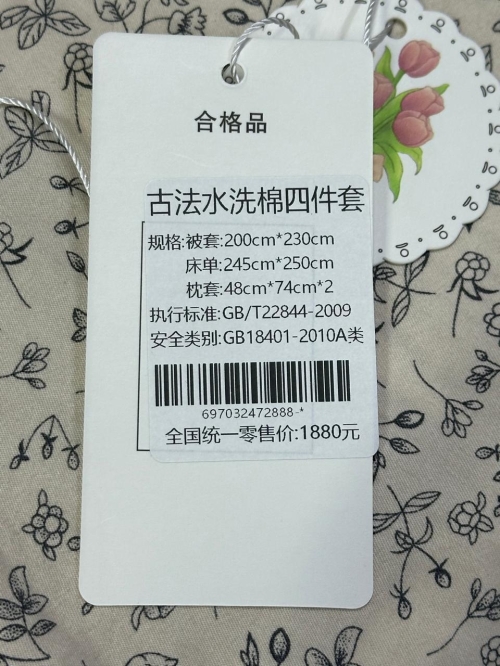 合格品
古法水洗棉四件套
规格:被套:200cm*230cm
床单:245cm*250cm
枕套:48cm*74cm*2
执行标准:GB/T22844-2009
安全类别:GB18401-2010A类
697032472888-*
全国统一零售价:1880元